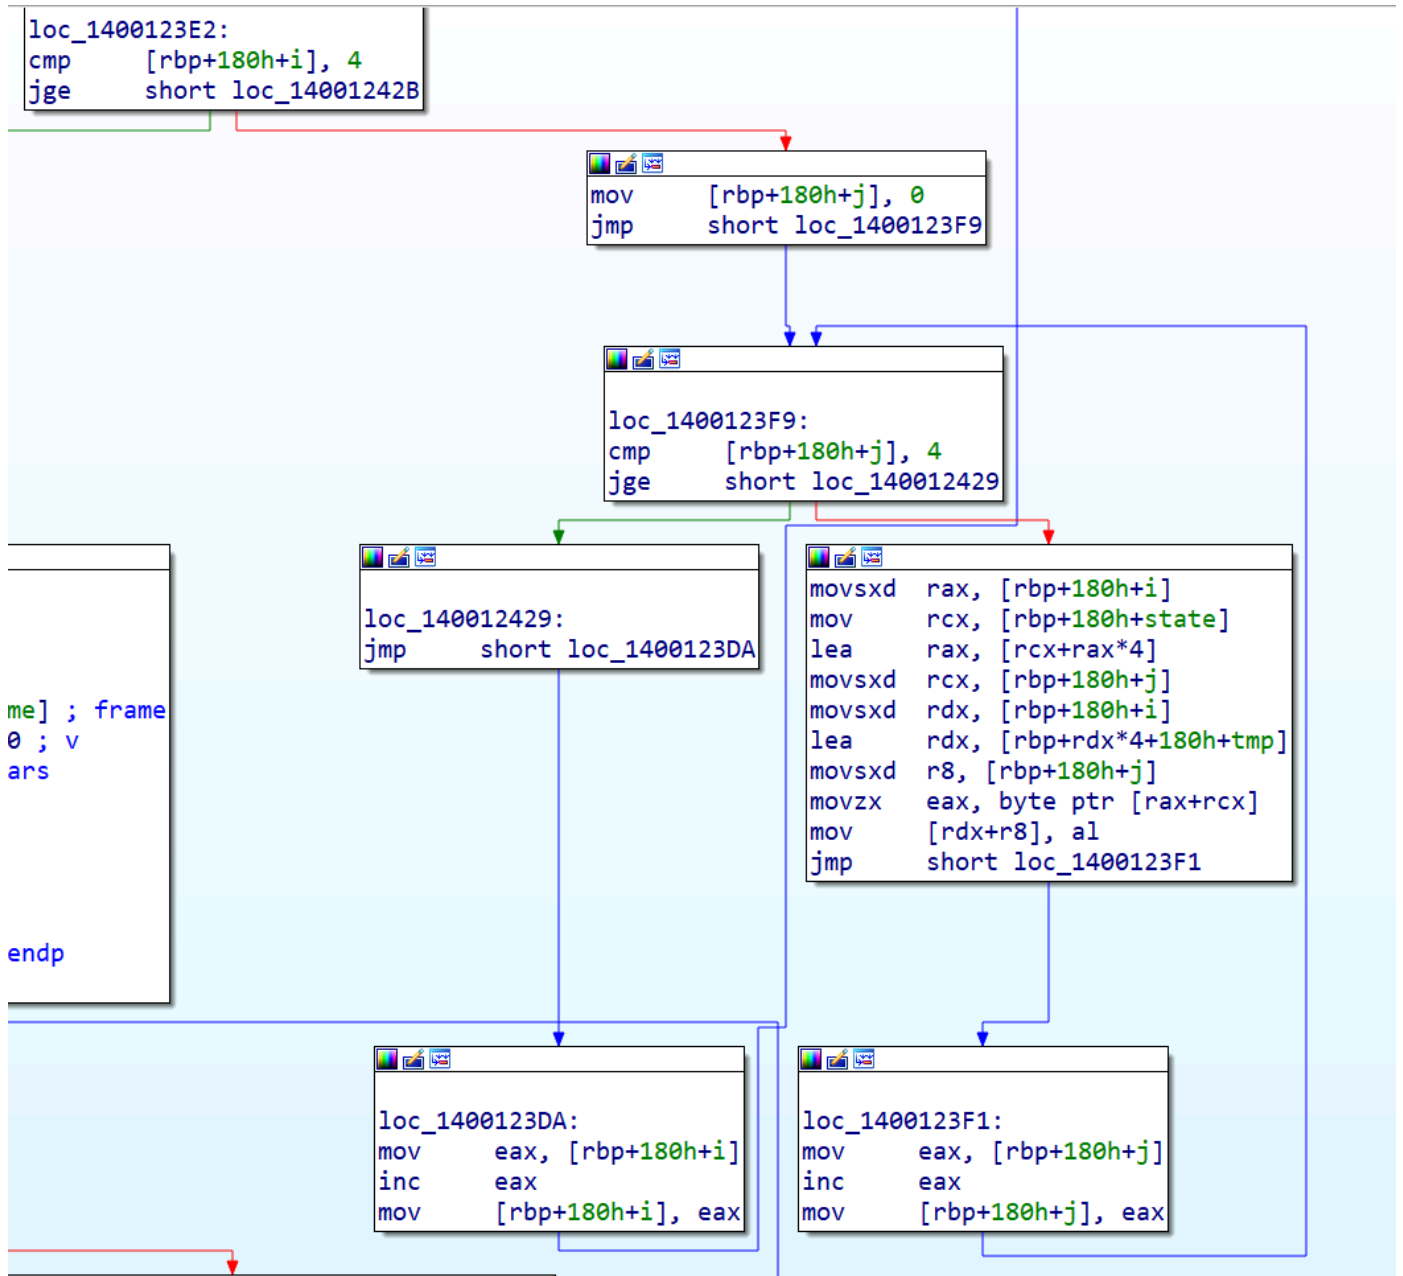 loc_1400123E2:
cmp [rbp+180h+i], 4
jge short loc_14001242B
mov [rbp+180h+j], 0
jmp short loc_1400123F9
loc_1400123F9:
cmp [rbp+180h+j], 4
jge short loc_140012429
me] ; frame
0 ; v
ars
endp
loc_140012429:
jmp short loc_1400123DA
movsxd rax, [rbp+180h+i]
mov rcx, [rbp+180h+state]
lea rax, [rcx+rax*4]
movsxd rcx, [rbp+180h+j]
movsxd rdx, [rbp+180h+i]
lea rdx, [rbp+rdx*4+180h+tmp]
movsxd r8, [rbp+180h+j]
movzx eax, byte ptr [rax+rcx]
mov [rdx+r8], al
jmp short loc_1400123F1
loc_1400123DA:
mov eax, [rbp+180h+i]
inc eax
mov [rbp+180h+i], eax
loc_1400123F1:
mov eax, [rbp+180h+j]
inc eax
mov [rbp+180h+j], eax